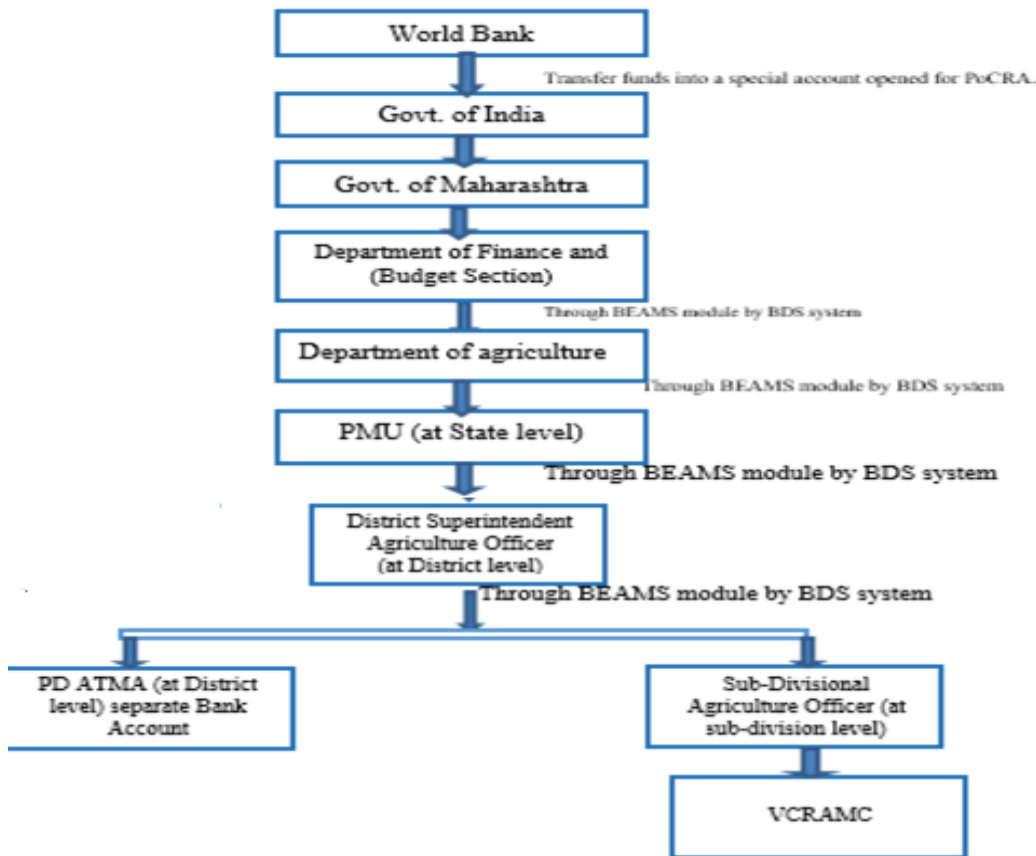 World Bank
Transfer funds into a special account opened for PoCRA.
Govt. of India
Govt. of Maharashtra
Department of Finance and
(Budget Section)
Through BEAMS module by BDS system
Department of agriculture
Through BEAMS module by BDS system
PMU (at State level)
Through BEAMS module by BDS system
District Superintendent
Agriculture Officer
(at District level)
Through BEAMS module by BDS system
PD ATMA (at District
level) separate Bank
Account
Sub-Divisional
Agriculture Officer (at
sub-division level)
VCRAMC